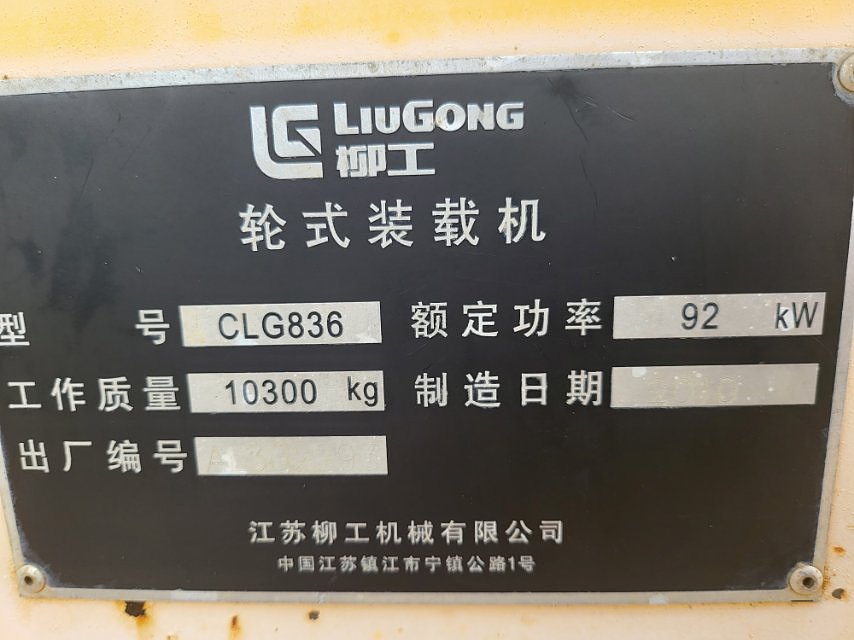 LG LIUGONG
柳工
轮式装载机
型号 CLG836 额定功率 92 kW
工作质量 10300 kg 制造日期
出厂编号
江苏柳工机械有限公司
中国江苏镇江市宁镇公路1号